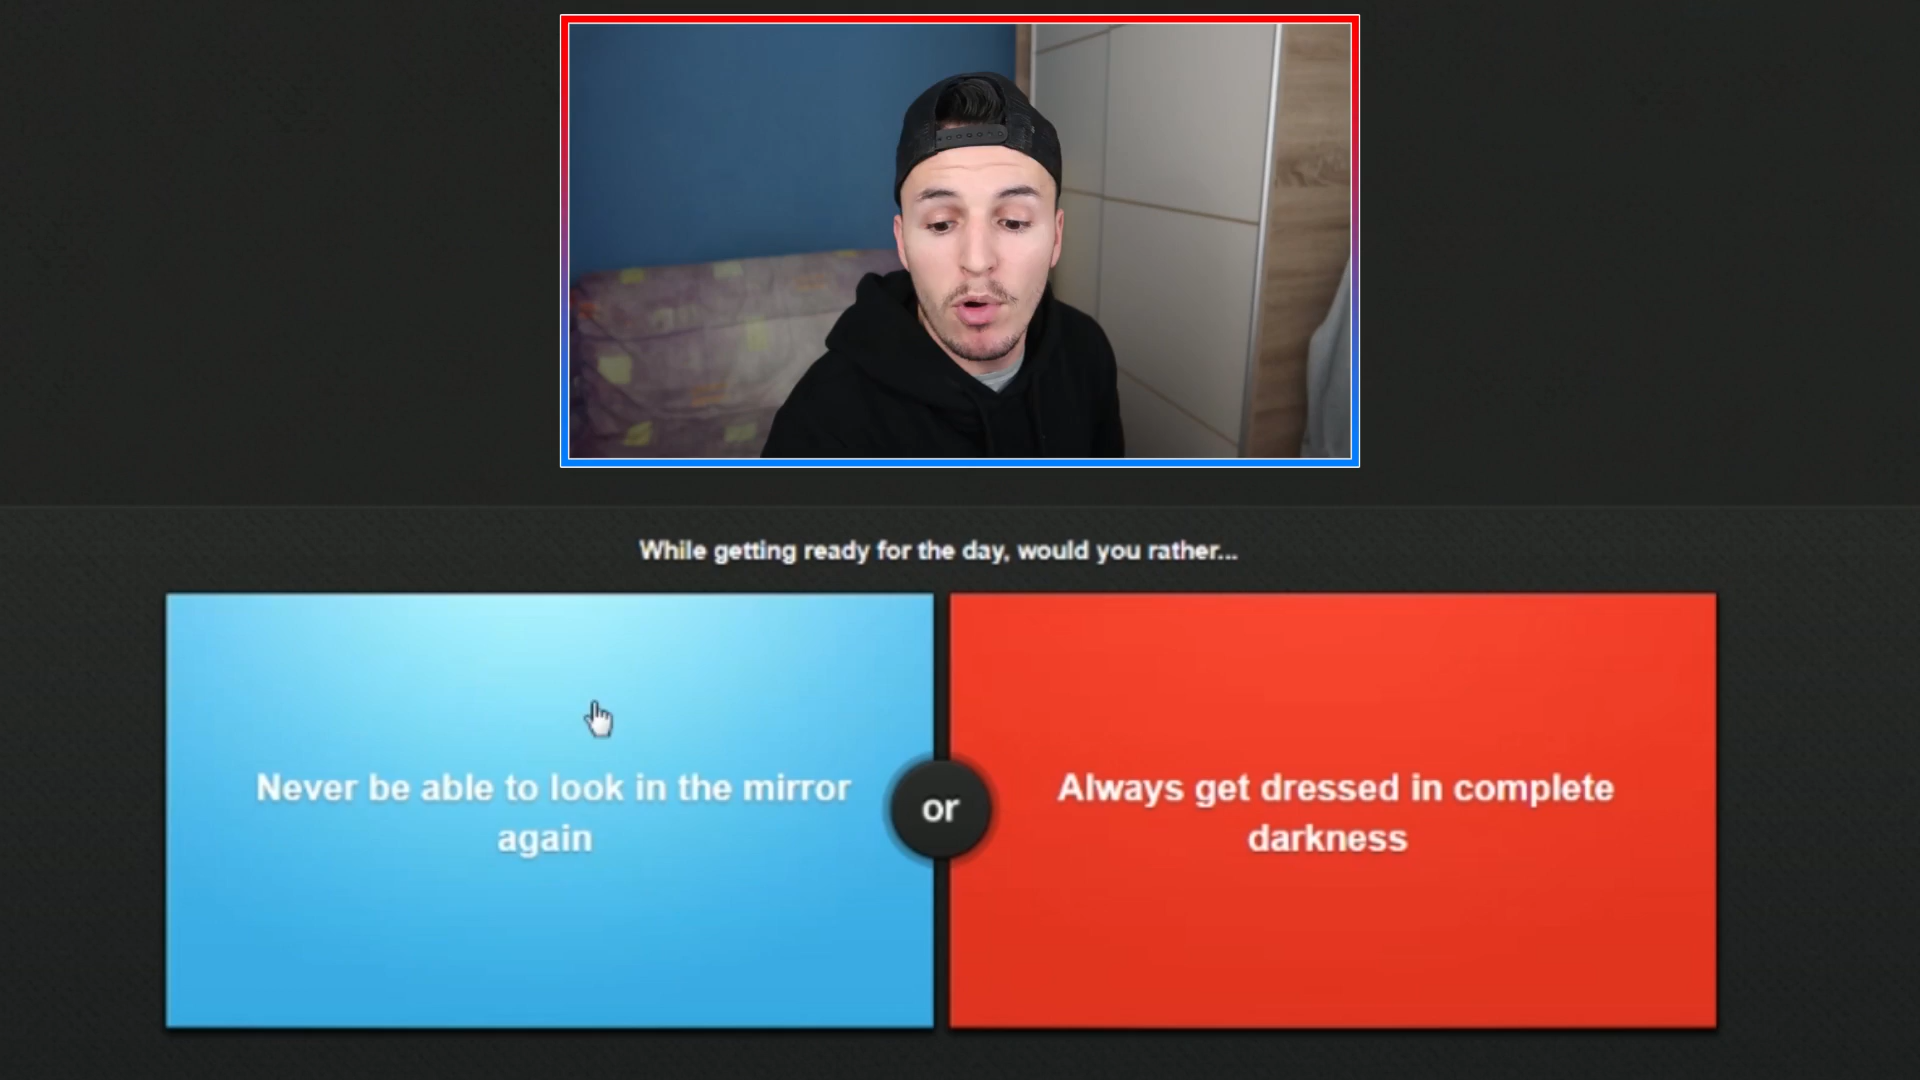 While getting ready for the day, would you rather...
Never be able to look in the mirror
again
or
Always get dressed in complete
darkness